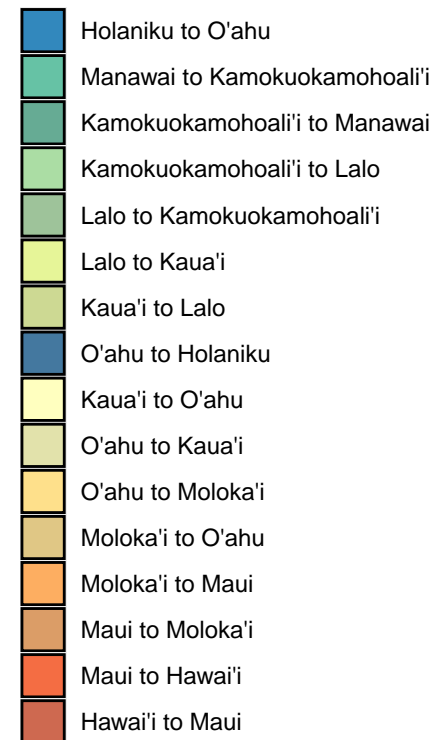 Holaniku to O'ahu
Manawai to Kamokuokamohoali'i
Kamokuokamohoali'i to Manawai
Kamokuokamohoali'i to Lalo
Lalo to Kamokuokamohoali'i
Lalo to Kaua'i
Kaua'i to Lalo
O'ahu to Holaniku
Kaua'i to O'ahu
O'ahu to Kaua'i
O'ahu to Moloka'i
Moloka'i to O'ahu
Moloka'i to Maui
Maui to Moloka'i
Maui to Hawai'i
Hawai'i to Maui